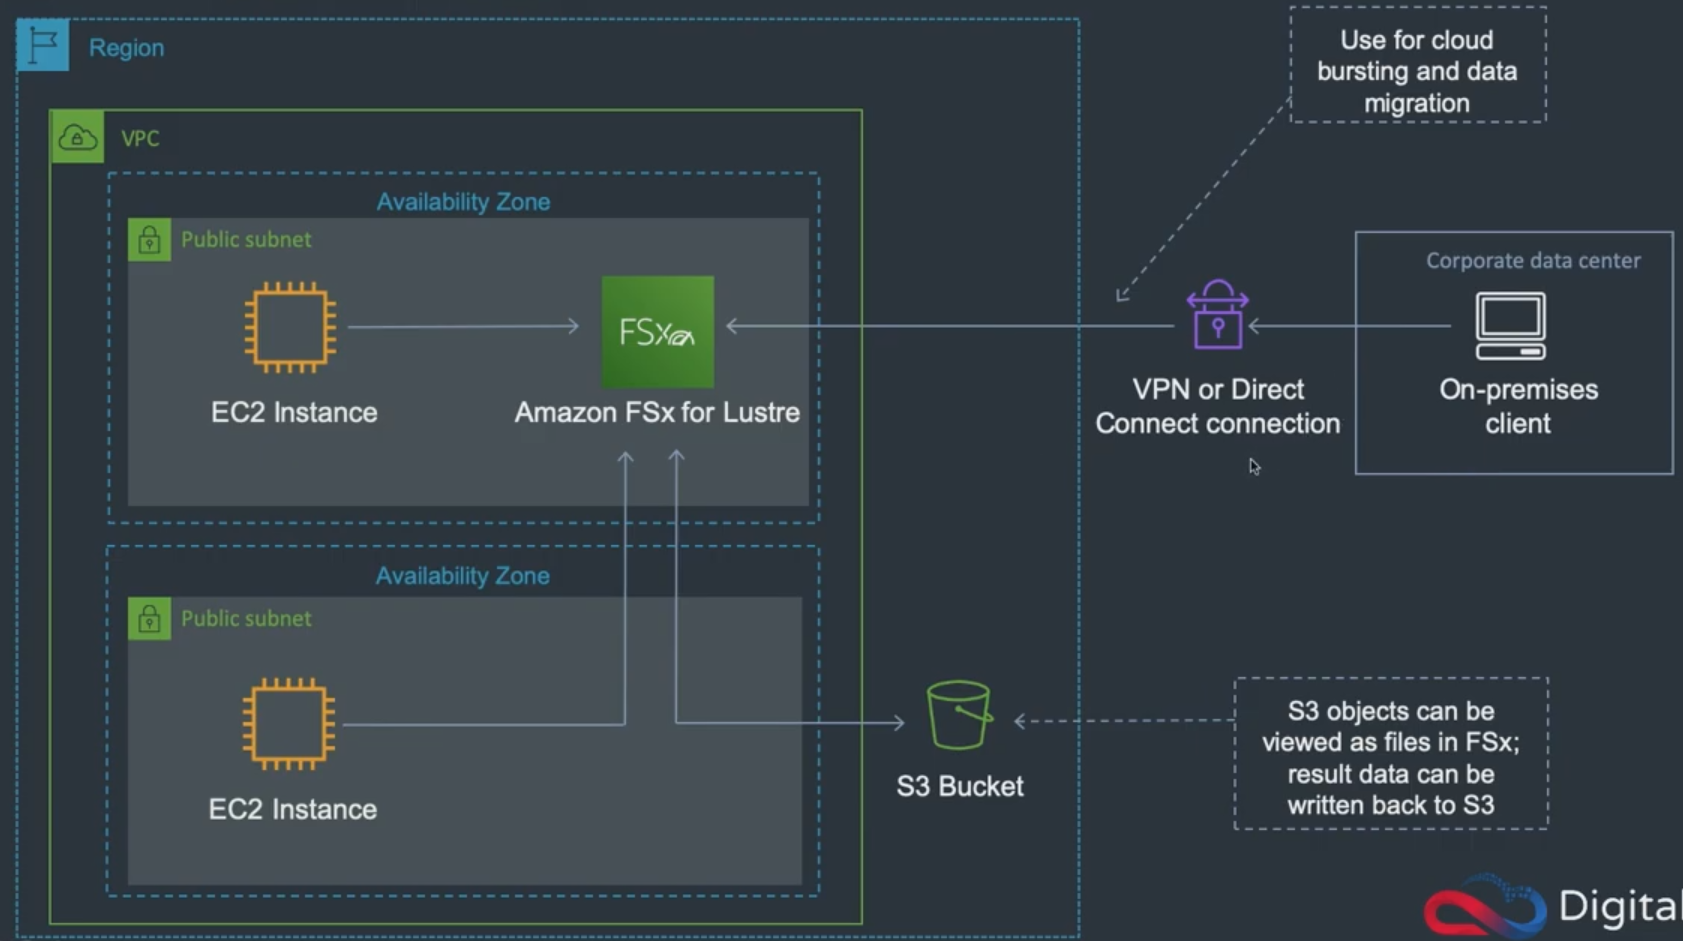 Region
Use for cloud
bursting and data
migration
VPC
Availability Zone
Public subnet
Corporate data center
FSx
EC2 Instance
Amazon FSx for Lustre
VPN or Direct
Connect connection
On-premises
client
Availability Zone
Public subnet
EC2 Instance
S3 Bucket
S3 objects can be
viewed as files in FSx;
result data can be
written back to S3
Digital